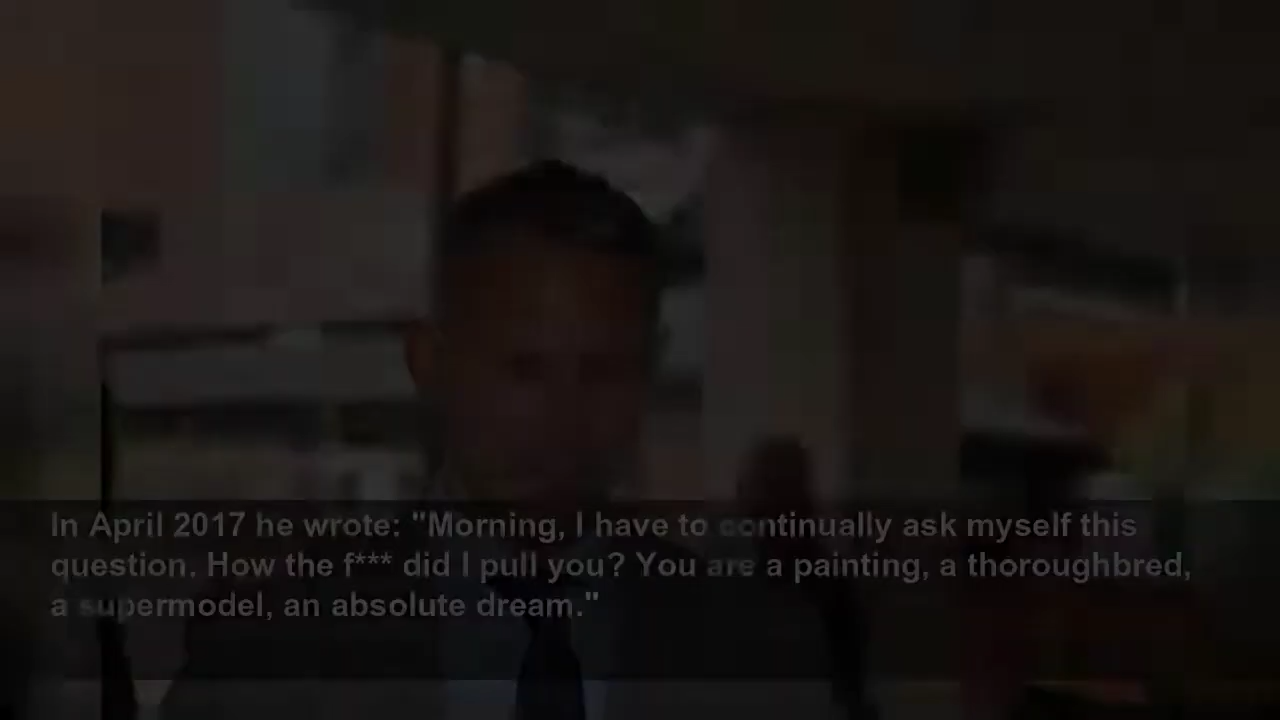 In April 2017 he wrote: "Morning, I have to continually ask myself this
question. How the f*** did I pull you? You are a painting, a thoroughbred,
a supermodel, an absolute dream."